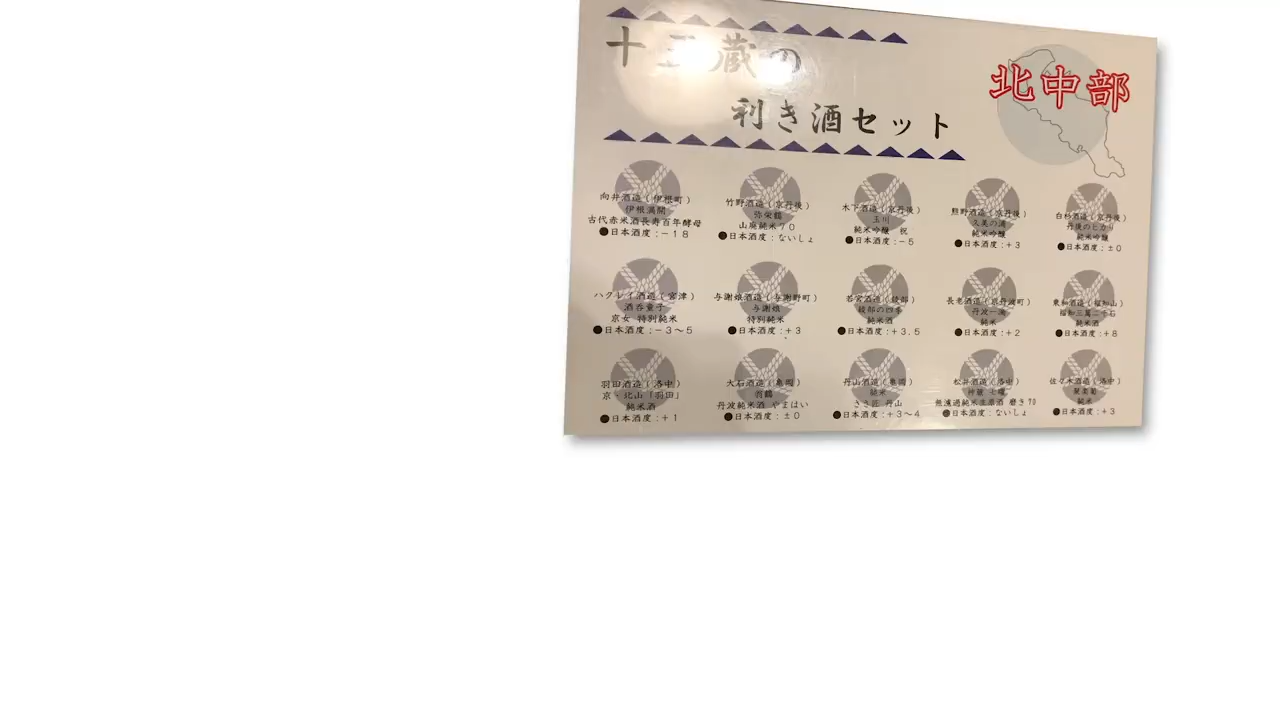 十五蔵の
利き酒セット
北中部
向井酒造(伊根町)
伊根満開
古代赤米酒長寿百年酵母
●日本酒度:−18
竹野酒造(京丹後)
弥栄鶴
山廃純米70
●日本酒度:ないしょ
木下酒造(京丹後)
玉川
純米吟醸 祝
●日本酒度:−5
熊野酒造(京丹後)
久美の浦
純米吟醸
●日本酒度:+3
白杉酒造(京丹後)
丹後のヒカリ
純米吟醸
●日本酒度:±0
ハクレイ酒造(宮津)
酒呑童子
京女 特別純米
●日本酒度:−3〜5
与謝娘酒造(与謝野町)
与謝娘
特別純米
●日本酒度:+3
若宮酒造(綾部)
綾部の四季
純米酒
●日本酒度:+3.5
長老酒造(京丹波町)
丹波一滴
純米
●日本酒度:+2
東和酒造(福知山)
福知三萬二千石
純米酒
●日本酒度:+8
羽田酒造(洛中)
京・北山「羽田」
純米酒
●日本酒度:+1
大石酒造(亀岡)
翁鶴
丹波純米酒 やまはい
●日本酒度:±0
丹山酒造(亀岡)
純米
ささ匠 丹山
●日本酒度:+3〜4
松井酒造(洛中)
神蔵 七曜
無濾過純米生原酒 磨き70
●日本酒度:ないしょ
佐々木酒造(洛中)
聚楽菊
純米
●日本酒度:+3